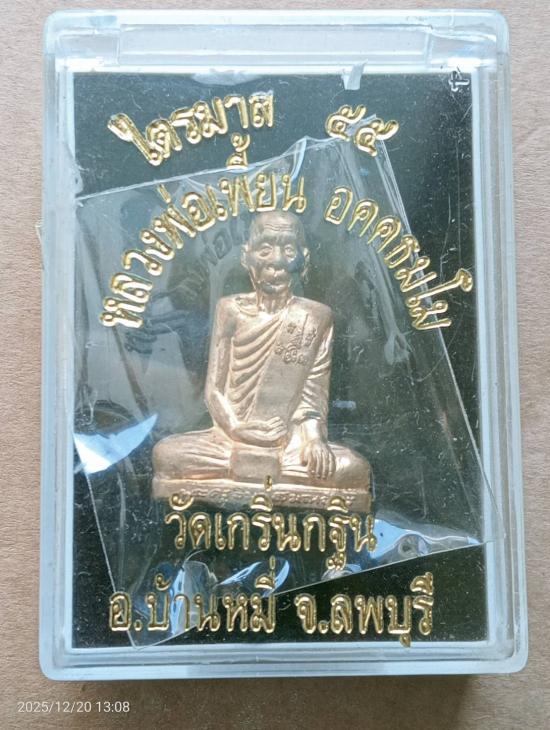 ไตรมาส ๕๕
หลวงพ่อเพี้ยน อคฺคธมฺโม
วัดเกริ่นกฐิน
อ.บ้านหมี่ จ.ลพบุรี
2025/12/20 13:08